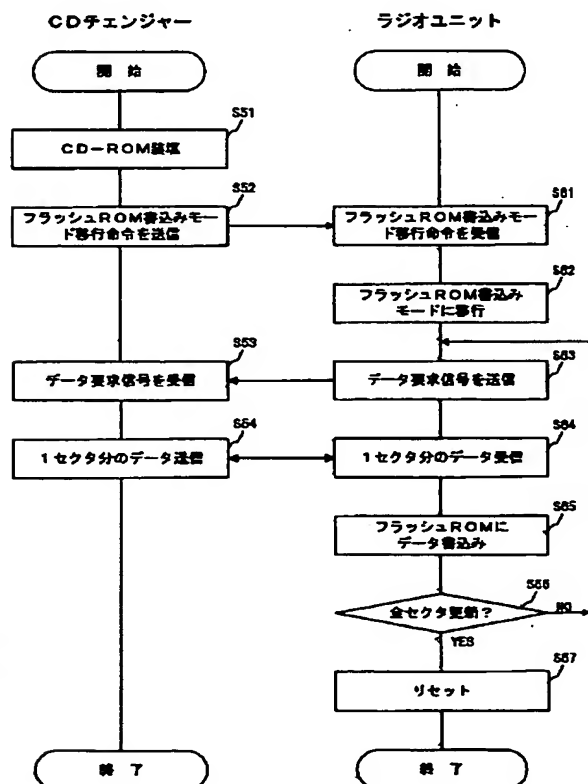 CDチェンジャー
ラジオユニット
開 始
開 始
S51
CD-ROM装填
S52
フラッシュROM書込みモー
ド移行命令を送信
S61
フラッシュROM書込みモー
ド移行命令を受信
S62
フラッシュROM書込み
モードに移行
S53
データ要求信号を受信
S63
データ要求信号を送信
S54
1セクタ分のデータ送信
S64
1セクタ分のデータ受信
S65
フラッシュROMに
データ書込み
S66
全セクタ更新?
NO
YES
S67
リセット
終 了
終 了